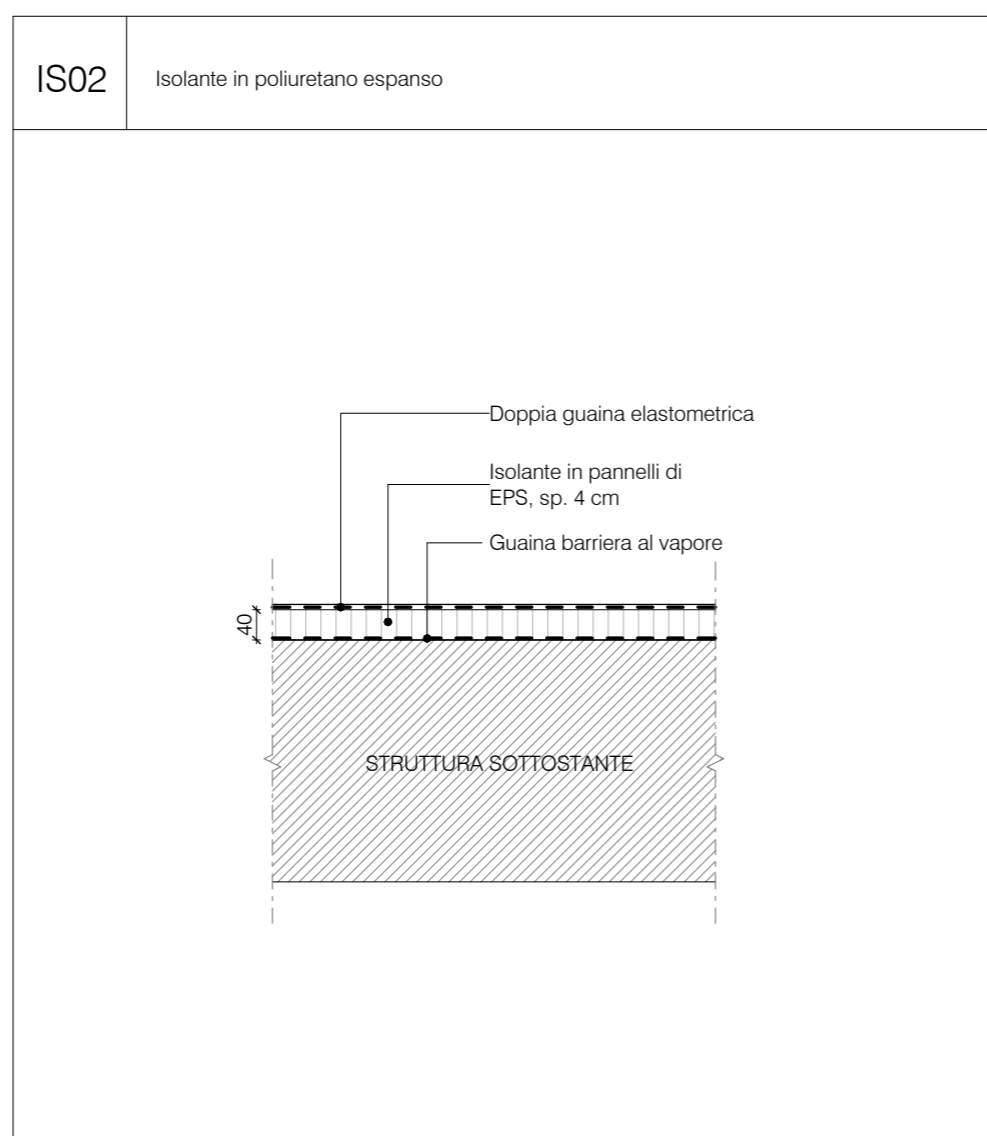 IS02
Isolante in poliuretano espanso
Doppia guaina elastometrica
Isolante in pannelli di
EPS, sp. 4 cm
Guaina barriera al vapore
40
STRUTTURA SOTTOSTANTE